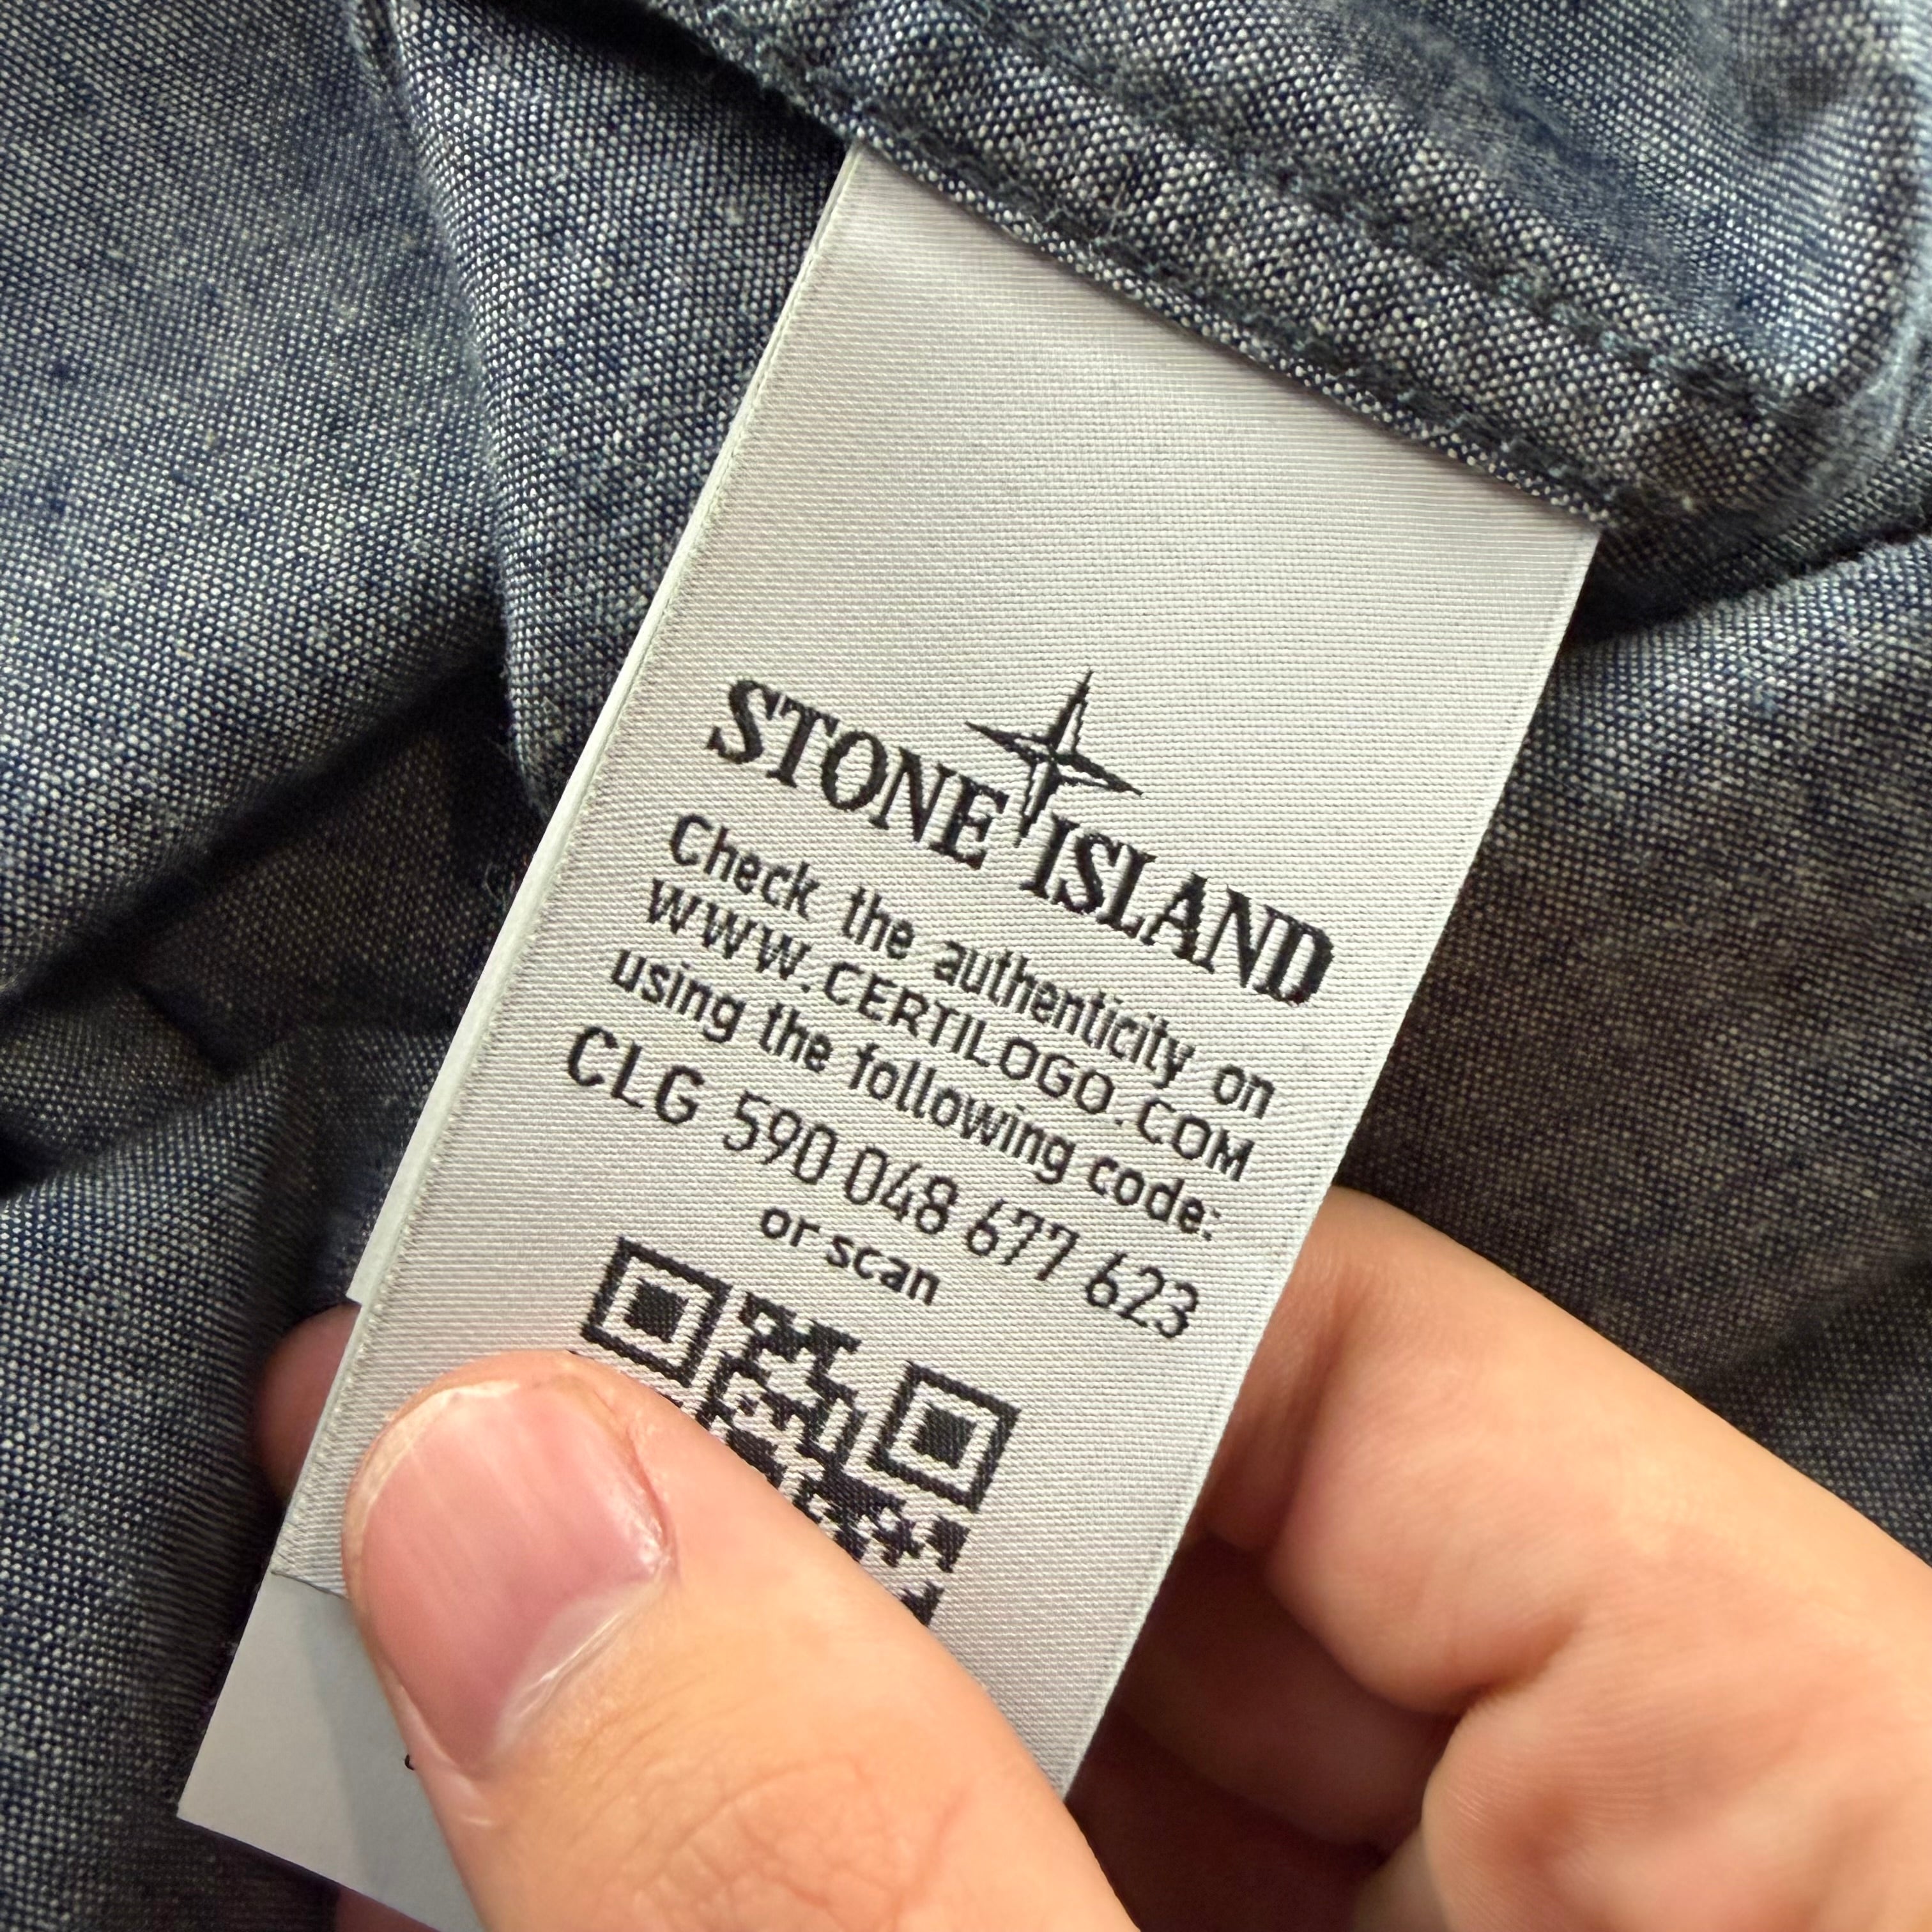 STONE ISLAND
Check the authenticity on
WWW.CERTILOGO.COM
using the following code:
CLG 590 048 677 623
or scan